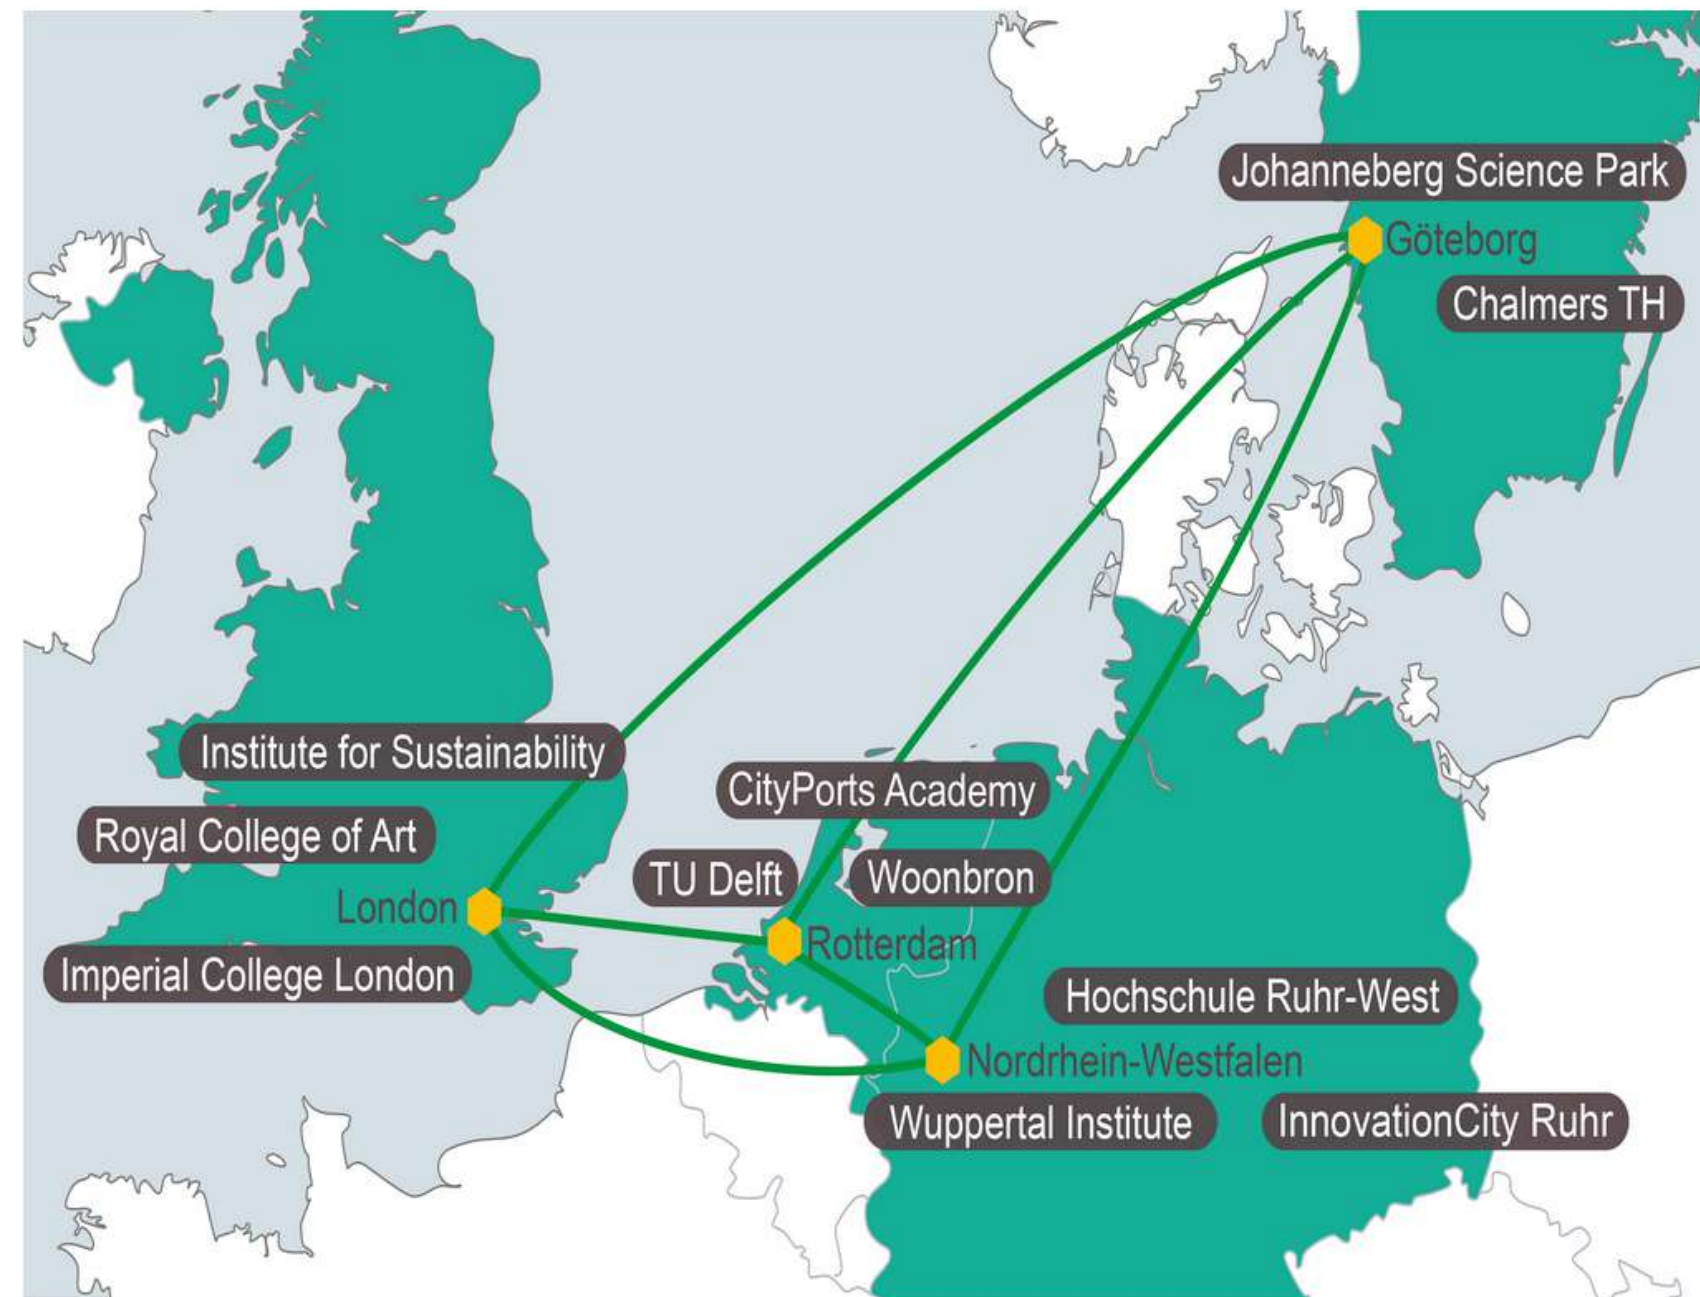 Johanneberg Science Park
Göteborg
Chalmers TH
Institute for Sustainability
CityPorts Academy
Royal College of Art
TU Delft
Woonbron
London
Rotterdam
Imperial College London
Hochschule Ruhr-West
Nordrhein-Westfalen
Wuppertal Institute
InnovationCity Ruhr